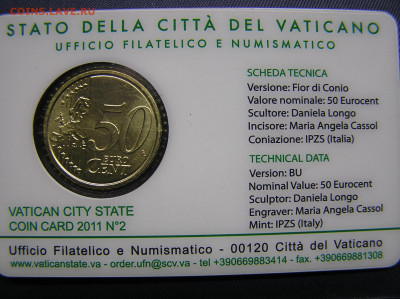 COINS.LAVE.RU
STATO DELLA CITTÀ DEL VATICANO
UFFICIO FILATELICO E NUMISMATICO
SCHEDA TECNICA
Versione: Fior di Conio
Valore nominale: 50 Eurocent
Scultore: Daniela Longo
Incisore: Maria Angela Cassol
Coniazione: IPZS (Italia)
TECHNICAL DATA
Version: BU
Nominal Value: 50 Eurocent
Sculptor: Daniela Longo
Engraver: Maria Angela Cassol
Mint: IPZS (Italy)
50
EURO
CENT
VATICAN CITY STATE
COIN CARD 2011 N°2
Ufficio Filatelico e Numismatico - 00120 Città del Vaticano
www.vaticanstate.va - order.ufn@scv.va - tel +390669883414 - fax +390669881308